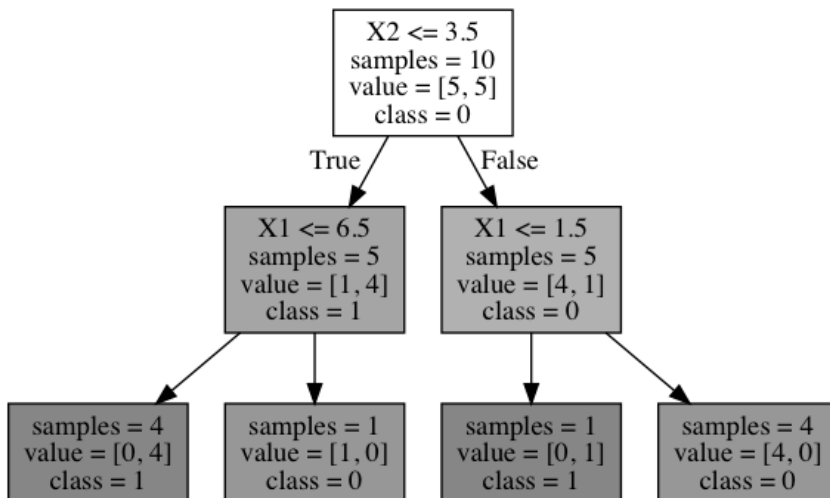 X2 <= 3.5
samples = 10
value = [5, 5]
class = 0
True
False
X1 <= 6.5
samples = 5
value = [1, 4]
class = 1
X1 <= 1.5
samples = 5
value = [4, 1]
class = 0
samples = 4
value = [0, 4]
class = 1
samples = 1
value = [1, 0]
class = 0
samples = 1
value = [0, 1]
class = 1
samples = 4
value = [4, 0]
class = 0